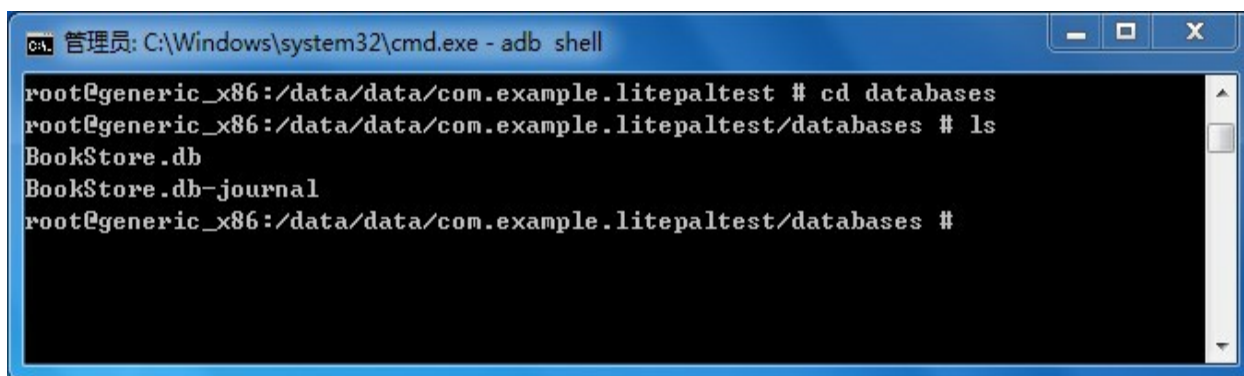 管理员: C:\Windows\system32\cmd.exe - adb  shell
root@generic_x86:/data/data/com.example.litepaltest # cd databases
root@generic_x86:/data/data/com.example.litepaltest/databases # ls
BookStore.db
BookStore.db-journal
root@generic_x86:/data/data/com.example.litepaltest/databases #